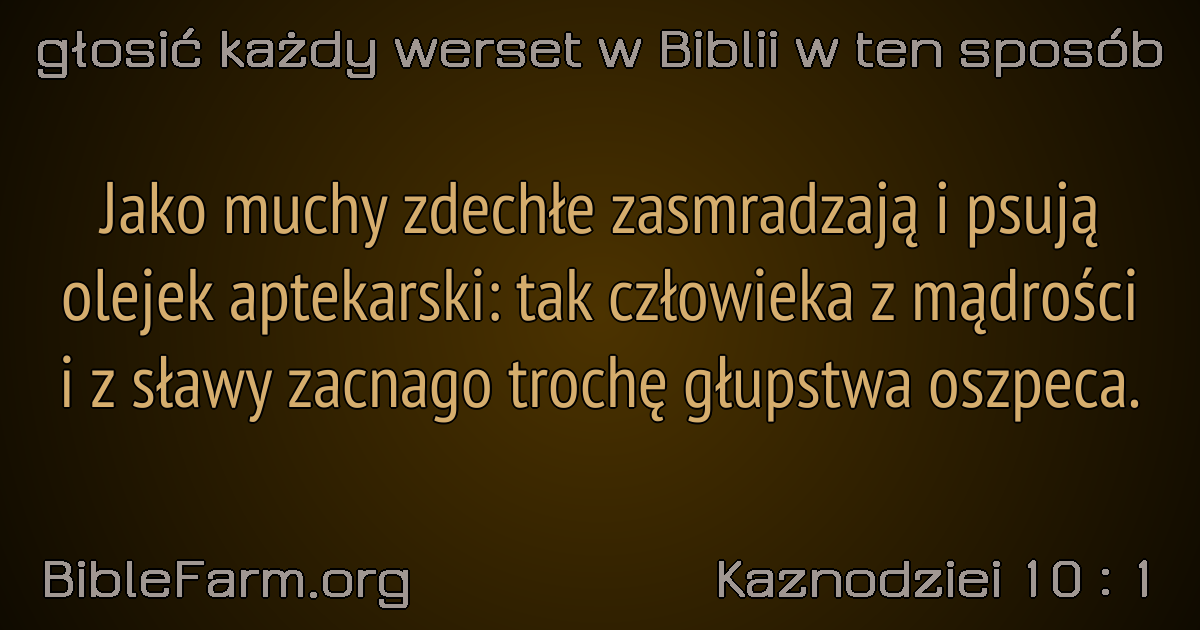 głosić każdy werset w Biblii w ten sposób
Jako muchy zdechłe zasmradzają i psują
olejek aptekarski: tak człowieka z mądrości
i z sławy zacnago trochę głupstwa oszpeca.
BibleFarm.org
Kaznodziei 10 : 1